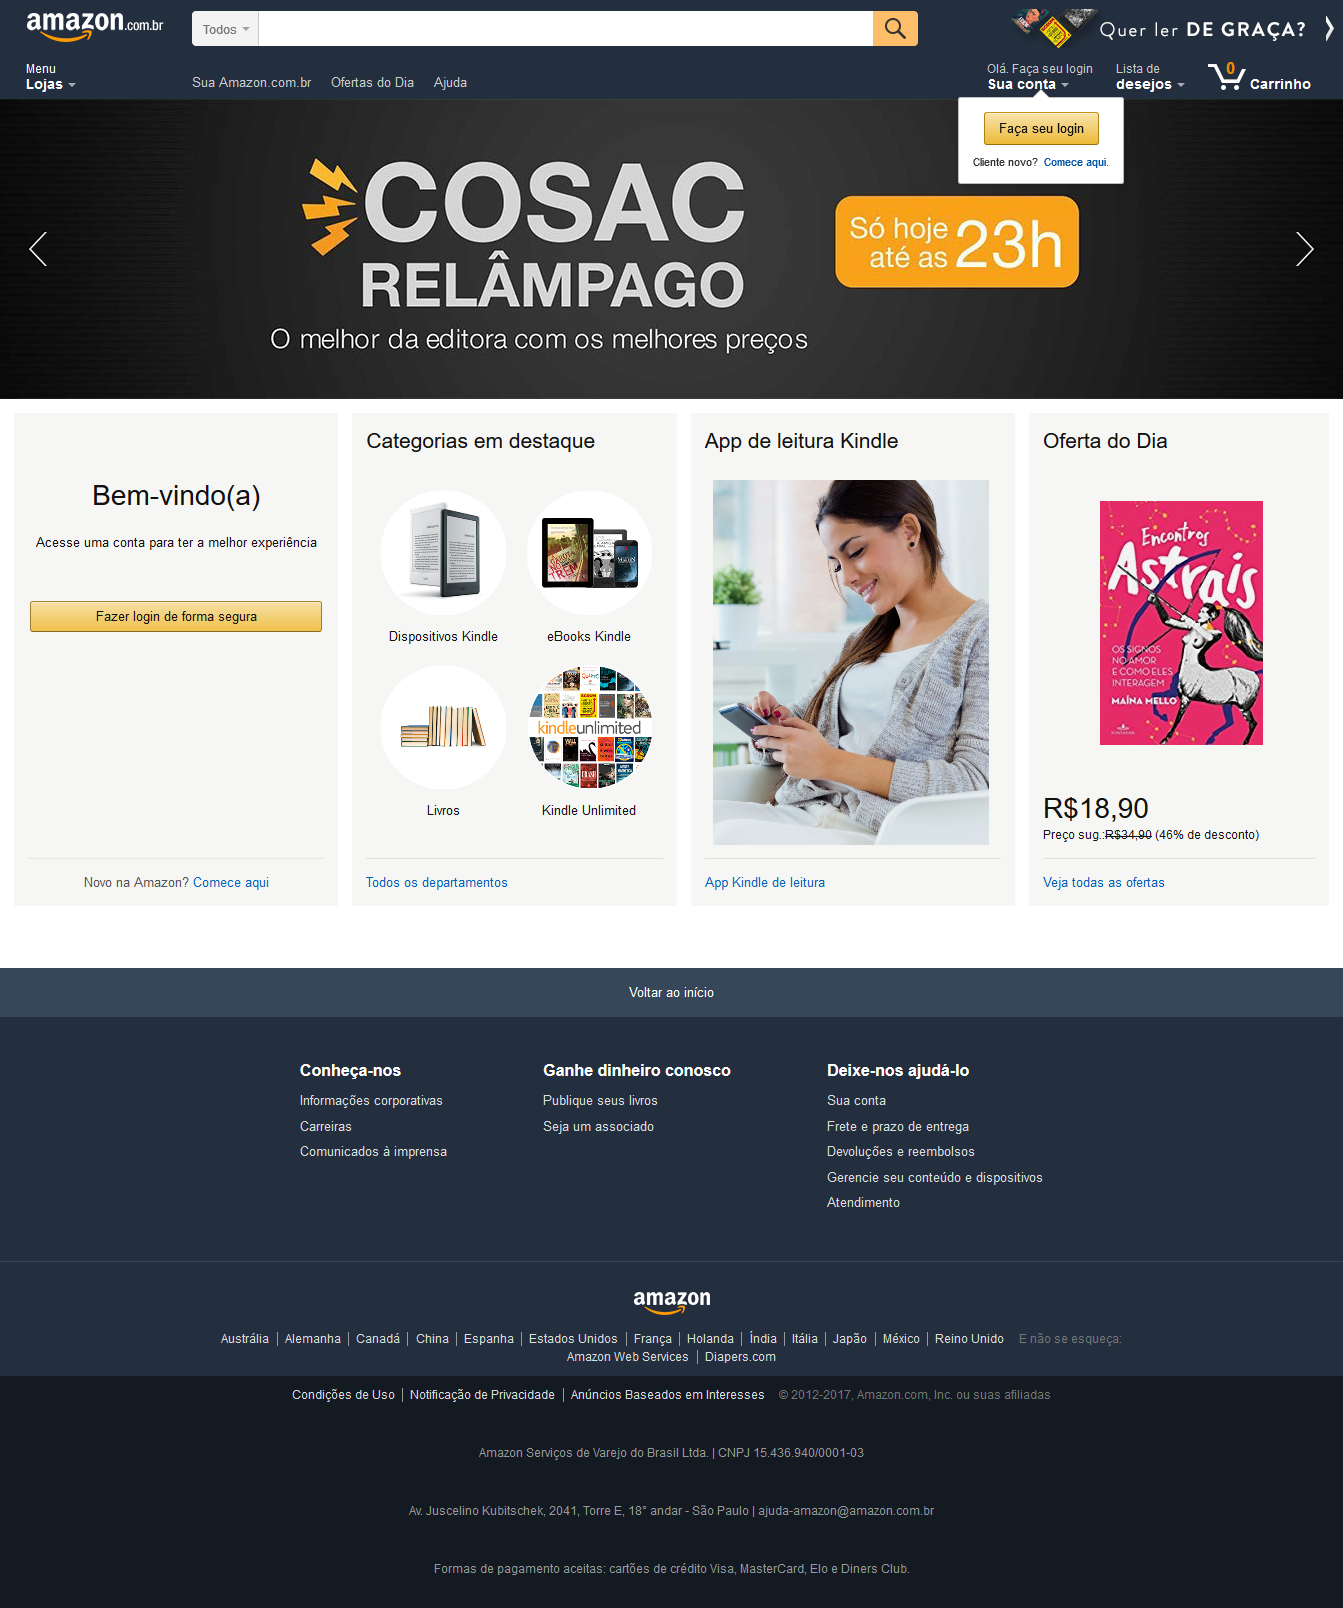 amazon.com.br
Todos
Quer ler DE GRAÇA?
Menu
Lojas
Sua Amazon.com.br
Ofertas do Dia
Ajuda
Olá. Faça seu login
Sua conta
Lista de
desejos
0
Carrinho
Faça seu login
Cliente novo? Comece aqui.
COSAC
RELÂMPAGO
O melhor da editora com os melhores preços
Só hoje
até as 23h
Bem-vindo(a)
Acesse uma conta para ter a melhor experiência
Fazer login de forma segura
Novo na Amazon? Comece aqui
Categorias em destaque
Dispositivos Kindle
eBooks Kindle
kindleunlimited
Livros
Kindle Unlimited
Todos os departamentos
App de leitura Kindle
App Kindle de leitura
Oferta do Dia
Encontros
Astrais
OS SIGNOS
NO AMOR
E COMO ELES
INTERAGEM
MAÍNA MELLO
R$18,90
Preço sug.:R$34,90 (46% de desconto)
Veja todas as ofertas
Voltar ao início
Conheça-nos
Informações corporativas
Carreiras
Comunicados à imprensa
Ganhe dinheiro conosco
Publique seus livros
Seja um associado
Deixe-nos ajudá-lo
Sua conta
Frete e prazo de entrega
Devoluções e reembolsos
Gerencie seu conteúdo e dispositivos
Atendimento
amazon
Austrália | Alemanha | Canadá | China | Espanha | Estados Unidos | França | Holanda | Índia | Itália | Japão | México | Reino Unido E não se esqueça:
Amazon Web Services | Diapers.com
Condições de Uso | Notificação de Privacidade | Anúncios Baseados em Interesses © 2012-2017, Amazon.com, Inc. ou suas afiliadas
Amazon Serviços de Varejo do Brasil Ltda. | CNPJ 15.436.940/0001-03
Av. Juscelino Kubitschek, 2041, Torre E, 18° andar - São Paulo | ajuda-amazon@amazon.com.br
Formas de pagamento aceitas: cartões de crédito Visa, MasterCard, Elo e Diners Club.